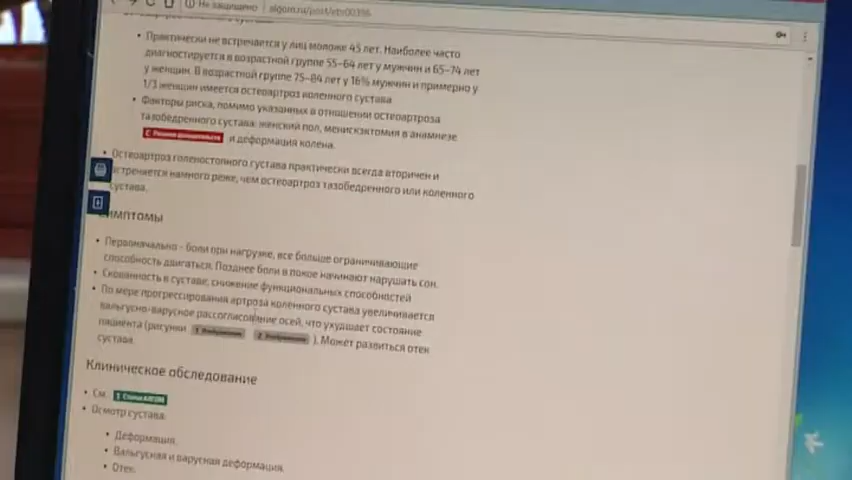 Не защищено | algom.ru/post/ebr00396
Практически не встречается у лиц моложе 45 лет. Наиболее часто
диагностируется в возрастной группе 55–64 лет у мужчин и 65–74 лет
у женщин. В возрастной группе 75–84 лет у 16% мужчин и примерно у
1/3 женщин имеется остеоартроз коленного сустава.
Факторы риска, помимо указанных в отношении остеоартроза
тазобедренного сустава: женский пол, менискэктомия в анамнезе
C и деформация колена.
Остеоартроз голеностопного сустава практически всегда вторичен и
встречается намного реже, чем остеоартроз тазобедренного или коленного
сустава.
Симптомы
Первоначально - боли при нагрузке, все больше ограничивающие
способность двигаться. Позднее боли в покое начинают нарушать сон.
Скованность в суставе, снижение функциональных способностей
По мере прогрессирования артроза коленного сустава увеличивается
вальгусно-варусное рассогласование осей, что ухудшает состояние
пациента (рисунки 1 Изображение 2 Изображение ). Может развиться отек
сустава.
Клиническое обследование
См. 1
Осмотр сустава:
Деформация.
Вальгусная и варусная деформация.
Отек.